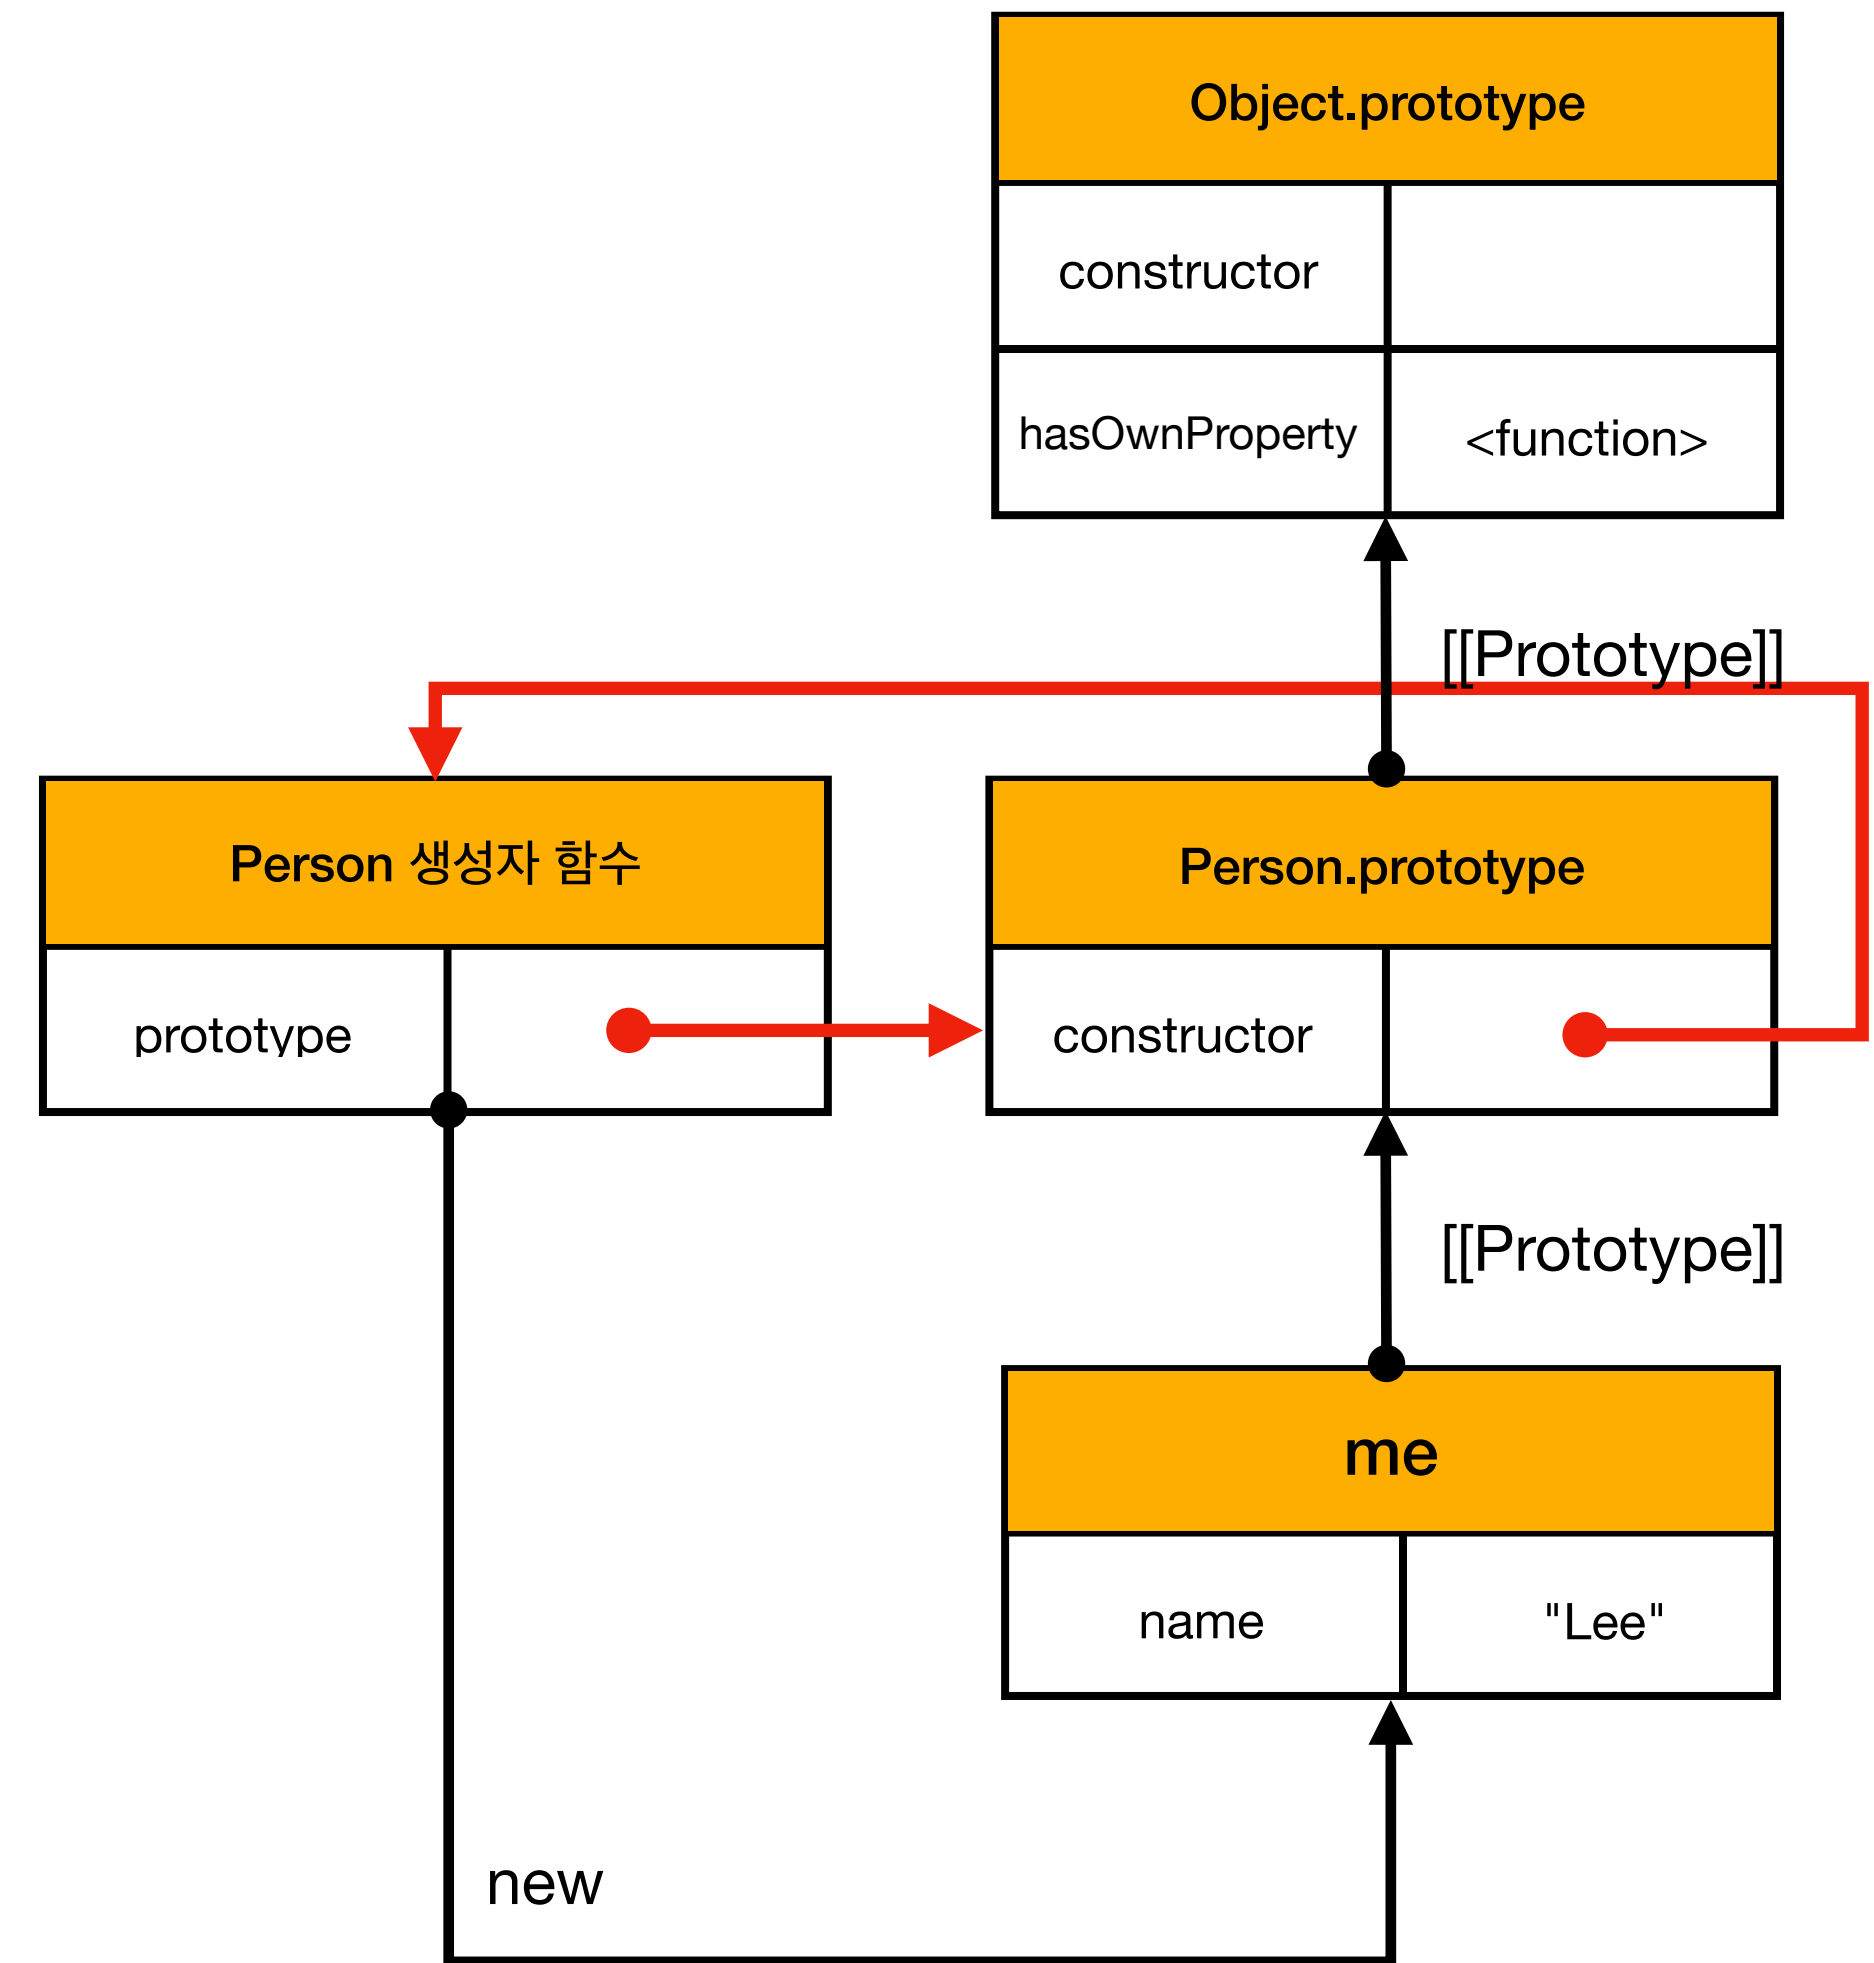 Object.prototype
constructor
hasOwnProperty
<function>
[[Prototype]]
Person 생성자 함수
Person.prototype
prototype
constructor
[[Prototype]]
me
name
"Lee"
new